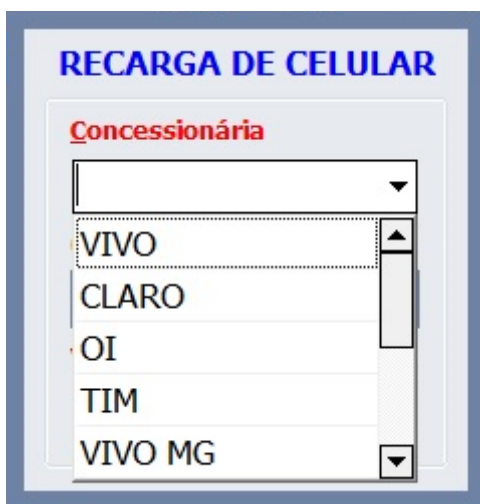 RECARGA DE CELULAR
Concessionária
VIVO
CLARO
OI
TIM
VIVO MG